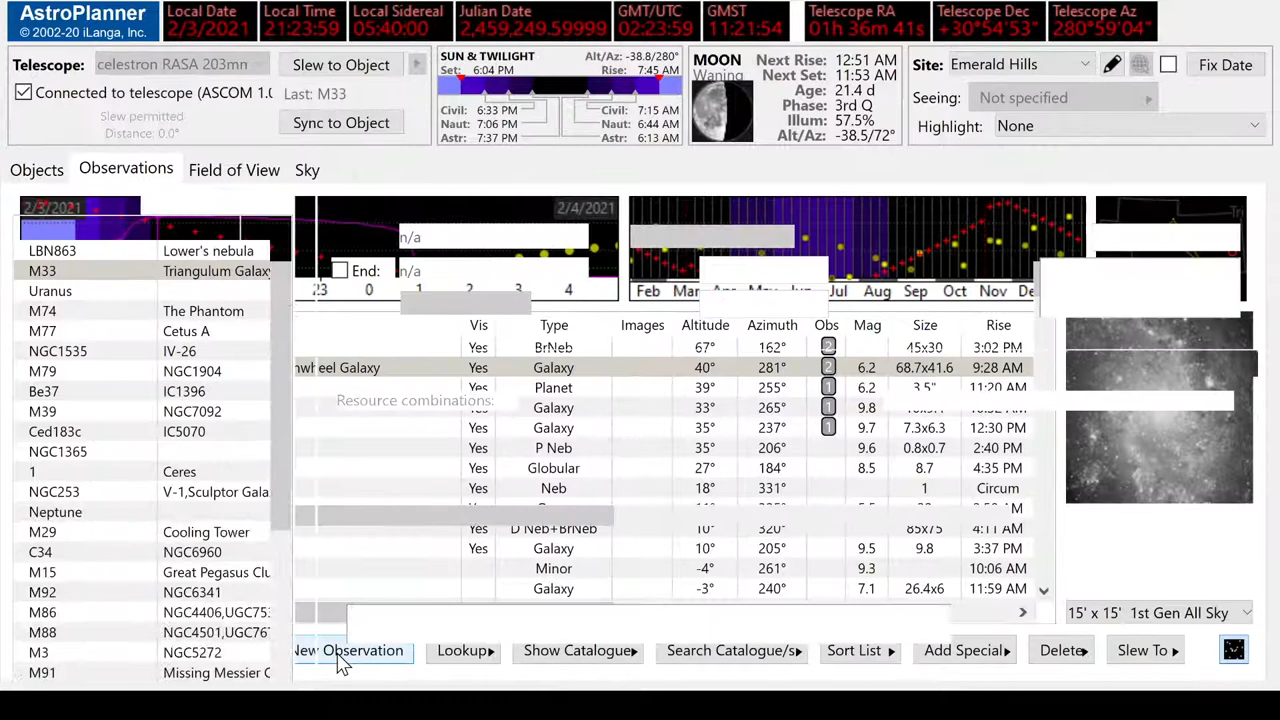 AstroPlanner
© 2002-20 iLanga, Inc.
Local Date
2/3/2021
Local Time
21:23:59
Local Sidereal
05:40:00
Julian Date
2,459,249.59999
GMT/UTC
02:23:59
GMST
11:21:54
Telescope RA
01h 36m 41s
Telescope Dec
+30°54'53"
Telescope Az
280°59'04"
Telescope: celestron RASA 203mm
Slew to Object
Connected to telescope (ASCOM 1.0
Last: M33
Slew permitted
Distance: 0.0°
Sync to Object
SUN & TWILIGHT Alt/Az: -38.8/280°
Set: 6:04 PM Rise: 7:45 AM
Civil: 6:33 PM 7:15 AM
Naut: 7:06 PM 6:44 AM
Astr: 7:37 PM 6:13 AM
MOON
Waning
Next Rise: 12:51 AM
Next Set: 11:53 AM
Age: 21.4 d
Phase: 3rd Q
Illum: 57.5%
Alt/Az: -38.5/72°
Site: Emerald Hills
Fix Date
Seeing: Not specified
Highlight: None
Objects Observations Field of View Sky
2/3/2021 2/4/2021
n/a
End: n/a
23 0 1 2 3 4
Feb Mar Jul Aug Sep Oct Nov
Vis Type Images Altitude Azimuth Obs Mag Size Rise
LBN863 Lower's nebula
M33 Triangulum Galaxy
Uranus
M74 The Phantom
M77 Cetus A
NGC1535 IV-26
M79 NGC1904
Be37 IC1396
M39 NGC7092
Ced183c IC5070
NGC1365
1 Ceres
NGC253 V-1,Sculptor Gala
Neptune
M29 Cooling Tower
C34 NGC6960
M15 Great Pegasus Clu
M92 NGC6341
M86 NGC4406,UGC753
M88 NGC4501,UGC767
M3 NGC5272
M91 Missing Messier C
Yes BrNeb 67° 162° 2 45x30 3:02 PM
nwheel Galaxy Yes Galaxy 40° 281° 2 6.2 68.7x41.6 9:28 AM
Yes Planet 39° 255° 1 6.2 3.5" 11:20 AM
Resource combinations:
Yes Galaxy 33° 265° 1 9.8
Yes Galaxy 35° 237° 1 9.7 7.3x6.3 12:30 PM
Yes P Neb 35° 206° 9.6 0.8x0.7 2:40 PM
Yes Globular 27° 184° 8.5 8.7 4:35 PM
Yes Neb 18° 331° 1 Circum
Yes D Neb+BrNeb 10° 320° 85x75 4:11 AM
Yes Galaxy 10° 205° 9.5 9.8 3:37 PM
Minor -4° 261° 9.3 10:06 AM
Galaxy -3° 240° 7.1 26.4x6 11:59 AM
15' x 15' 1st Gen All Sky
New Observation Lookup Show Catalogue Search Catalogue/s Sort List Add Special Delete Slew To